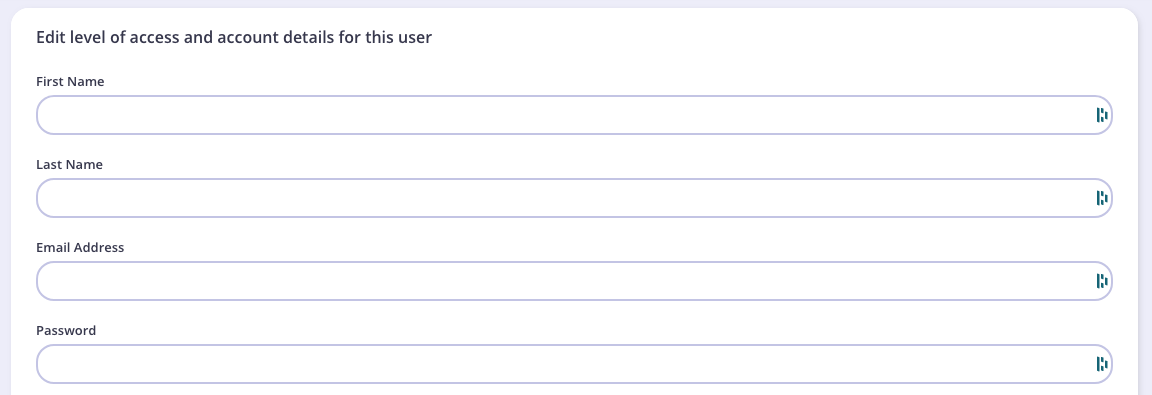 Edit level of access and account details for this user
First Name
Last Name
Email Address
Password